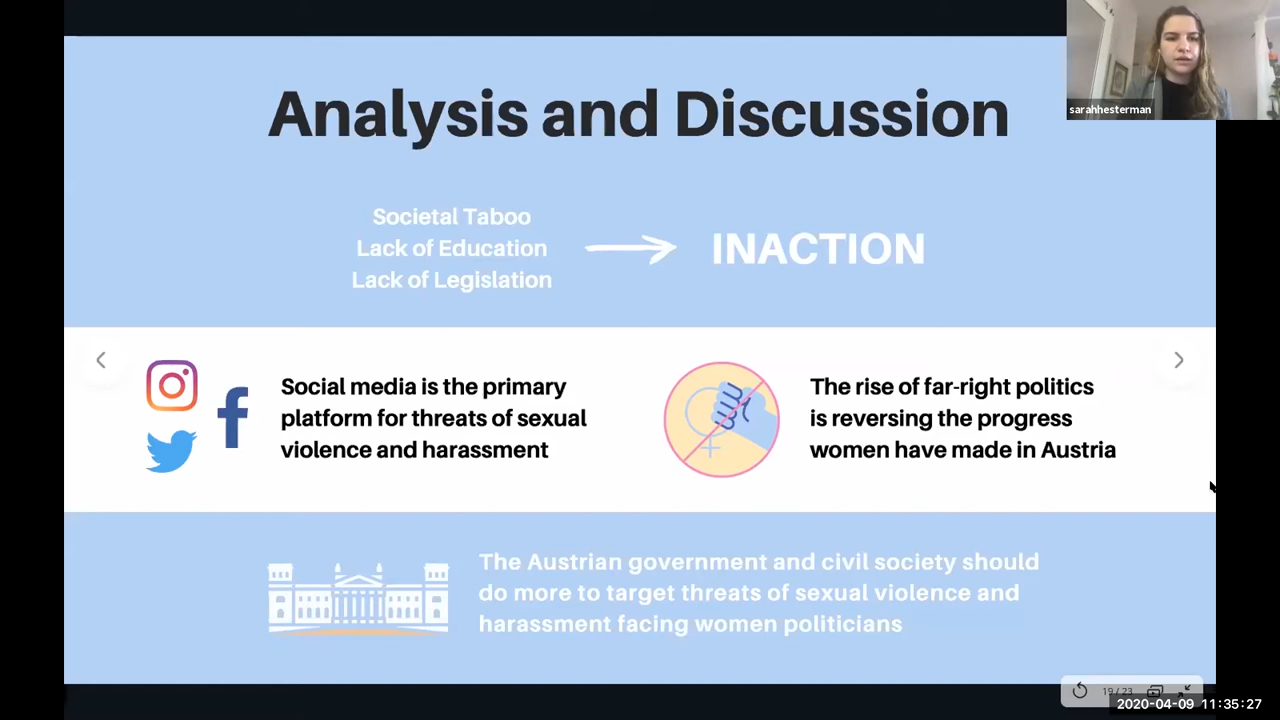 Analysis and Discussion
sarahhesterman
Societal Taboo
Lack of Education
Lack of Legislation
INACTION
Social media is the primary
platform for threats of sexual
violence and harassment
The rise of far-right politics
is reversing the progress
women have made in Austria
The Austrian government and civil society should
do more to target threats of sexual violence and
harassment facing women politicians
19 / 23
2020-04-09 11:35:27